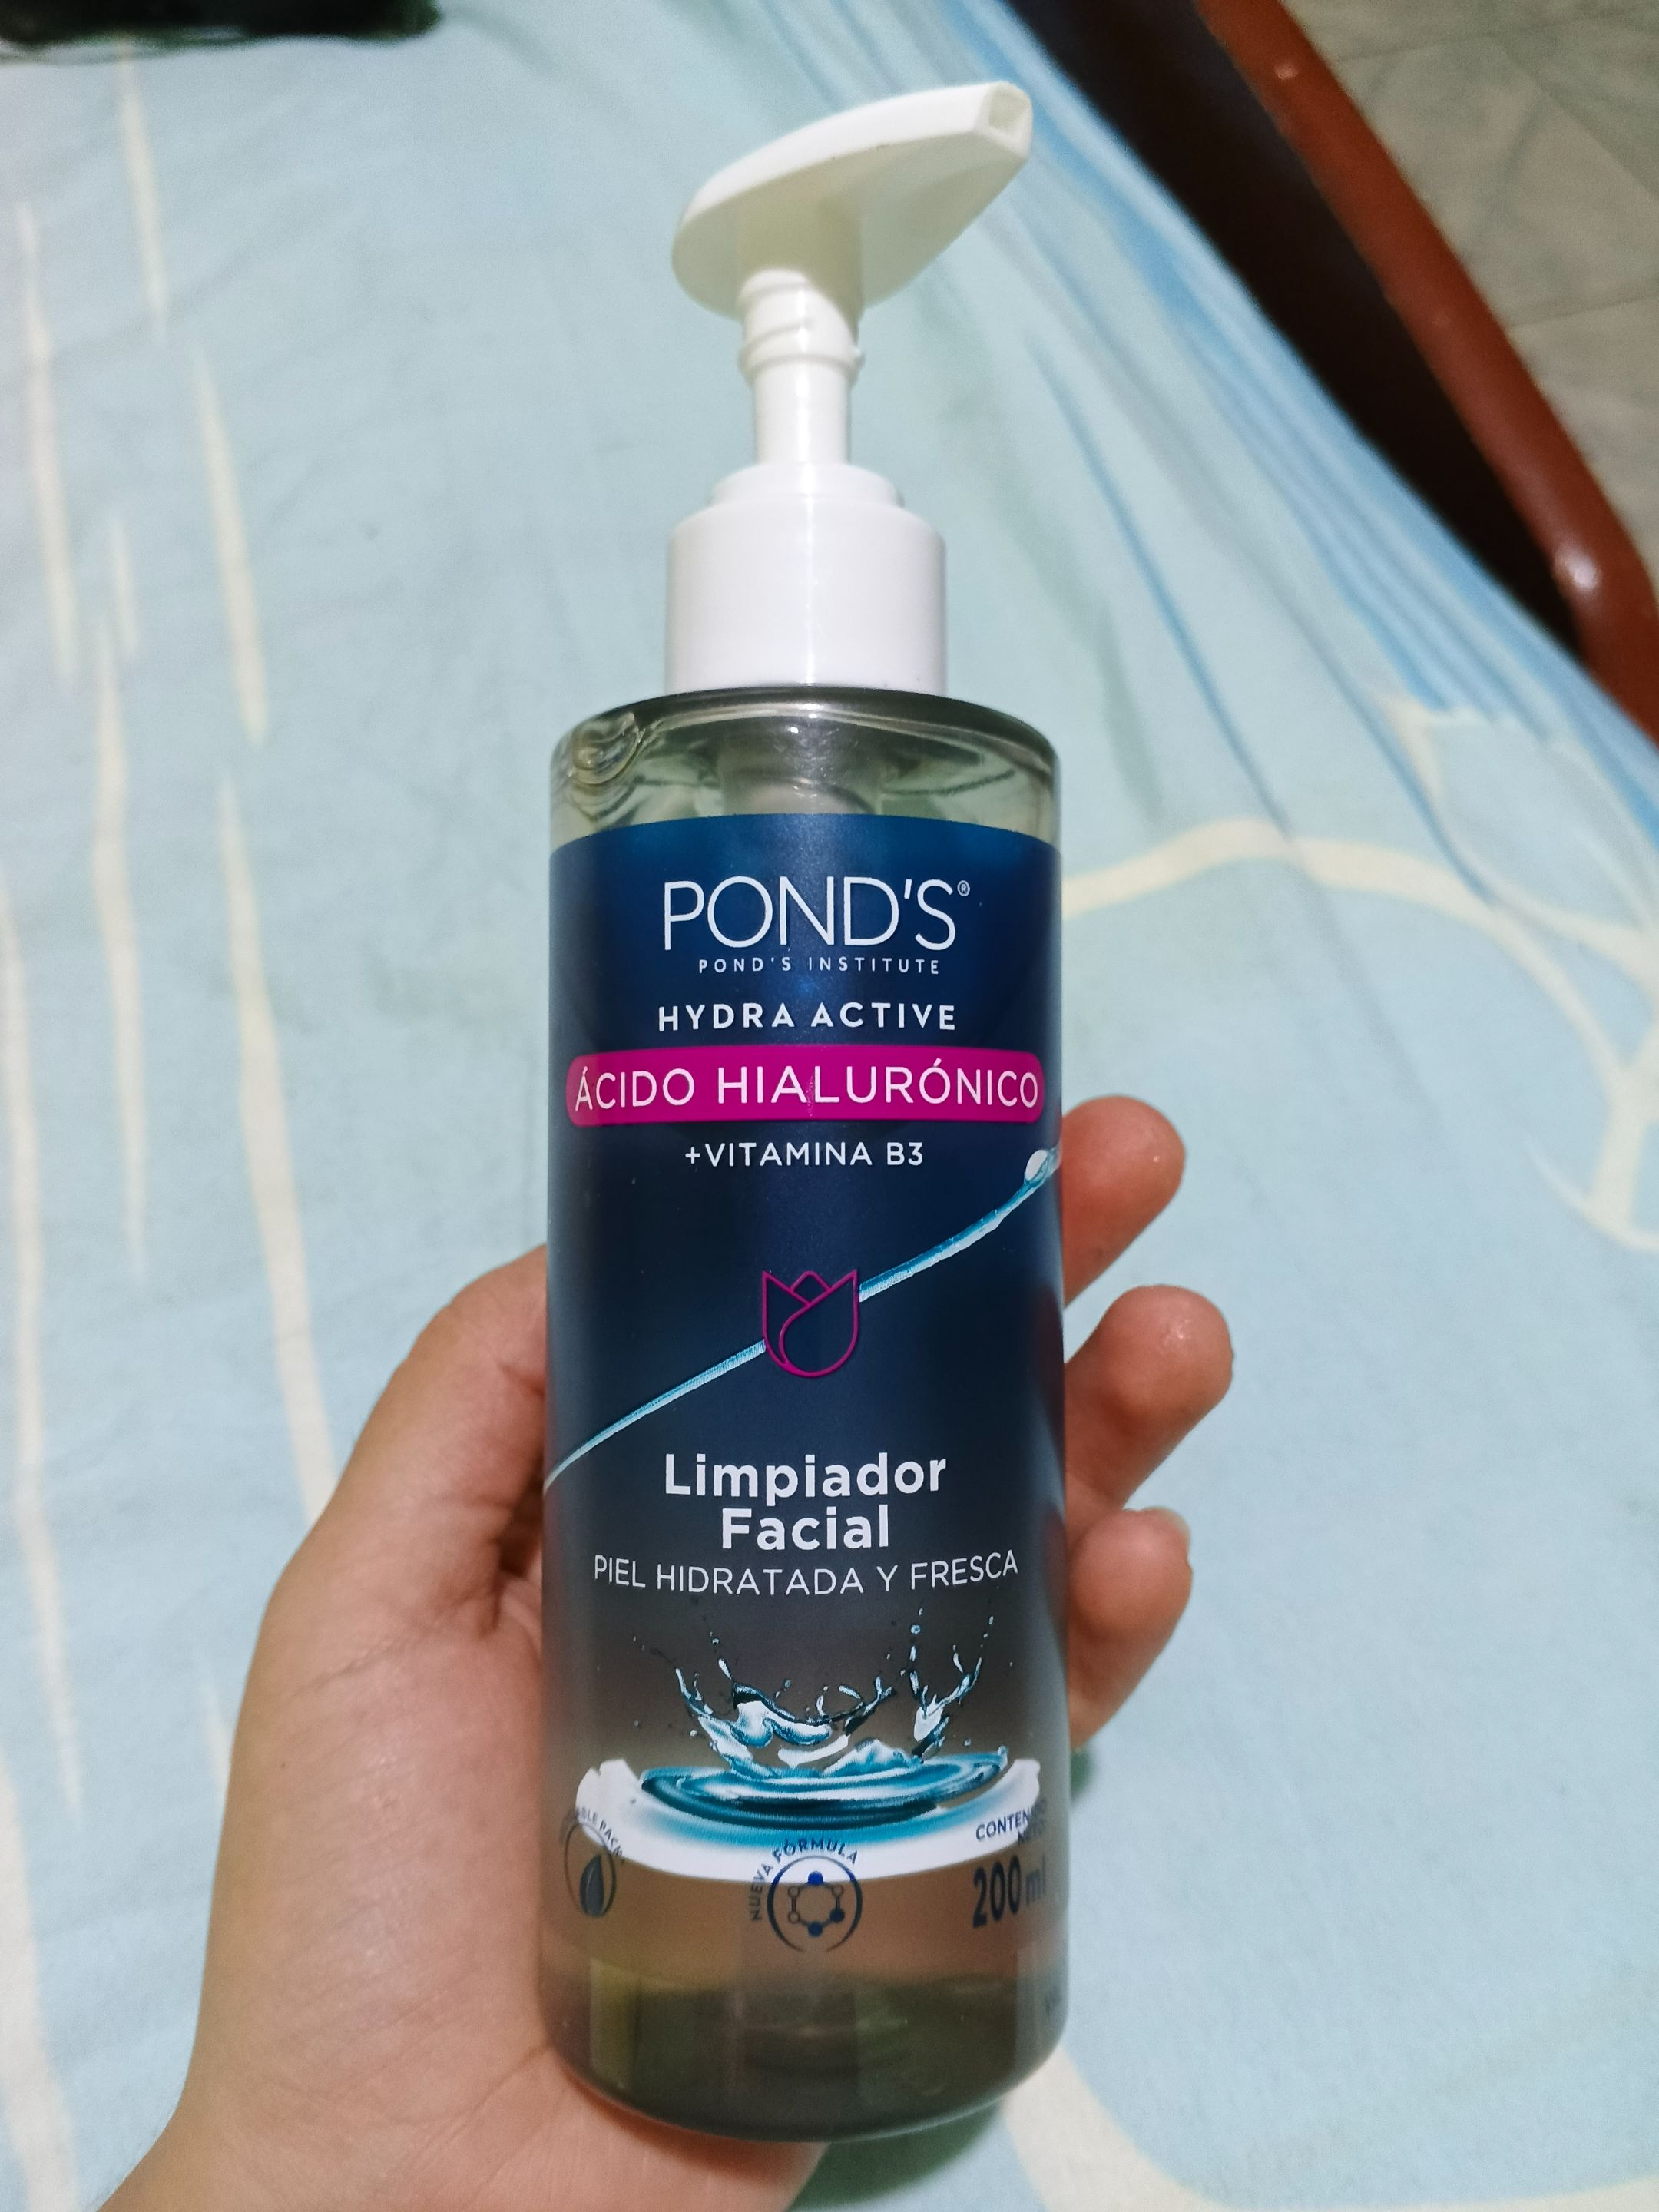 POND'S®
POND'S INSTITUTE
HYDRA ACTIVE
ÁCIDO HIALURÓNICO
+VITAMINA B3
Limpiador
Facial
PIEL HIDRATADA Y FRESCA
NUEVA FÓRMULA
200 ml